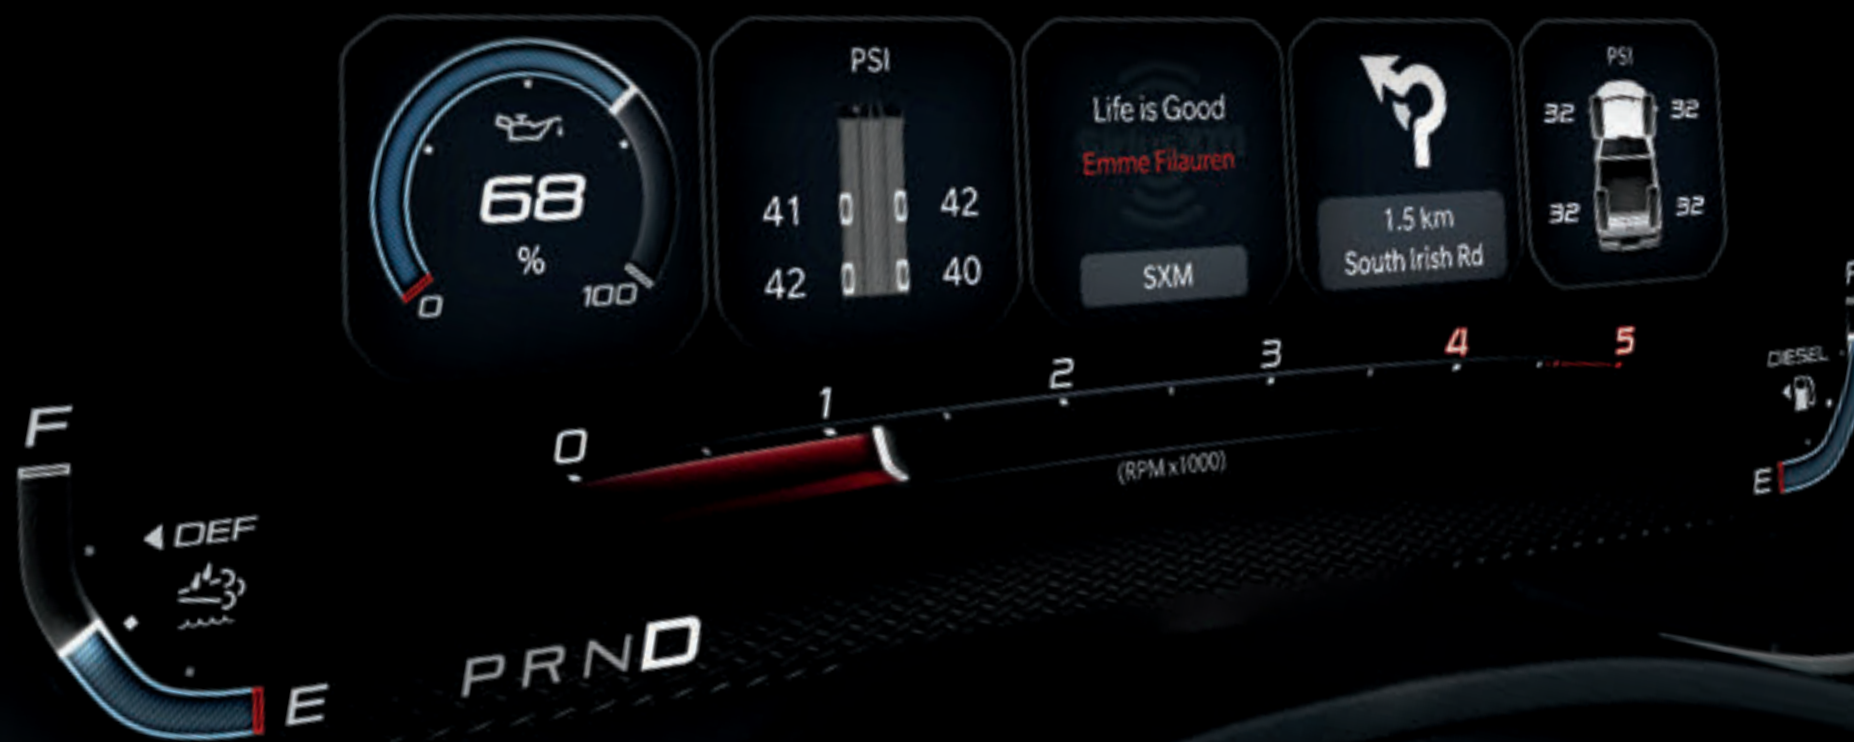 68
%
0
100
PSI
41 42
42 40
Life is Good
Emme Filauren
SXM
1.5 km
South Irish Rd
PSI
32 32
32 32
0 1 2 3 4 5
(RPM x1000)
F
DEF
E
PRND
DIESEL
E